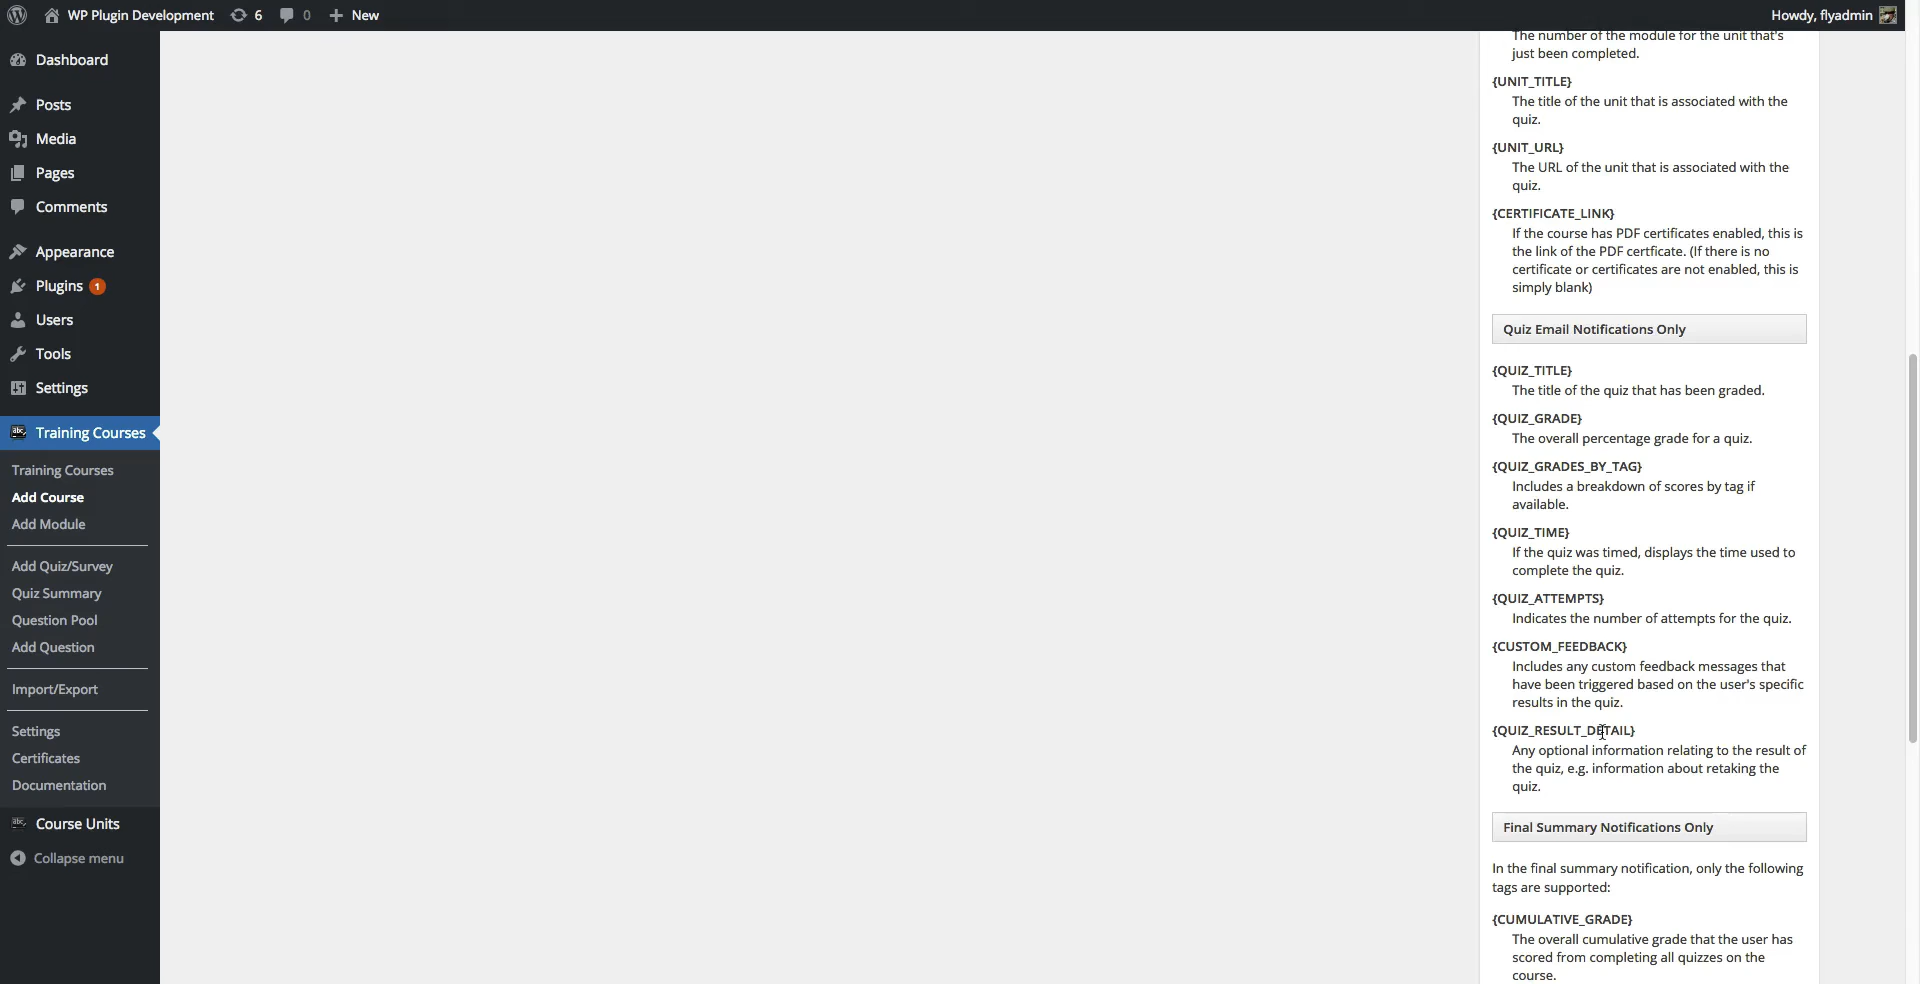 WP Plugin Development 6 0 + New
Howdy, flyadmin
Dashboard
Posts
Media
Pages
Comments
Appearance
Plugins 1
Users
Tools
Settings
abc Training Courses
Training Courses
Add Course
Add Module
Add Quiz/Survey
Quiz Summary
Question Pool
Add Question
Import/Export
Settings
Certificates
Documentation
abc Course Units
Collapse menu
The number of the module for the unit that's
just been completed.
{UNIT_TITLE}
The title of the unit that is associated with the
quiz.
{UNIT_URL}
The URL of the unit that is associated with the
quiz.
{CERTIFICATE_LINK}
If the course has PDF certificates enabled, this is
the link of the PDF certficate. (If there is no
certificate or certificates are not enabled, this is
simply blank)
Quiz Email Notifications Only
{QUIZ_TITLE}
The title of the quiz that has been graded.
{QUIZ_GRADE}
The overall percentage grade for a quiz.
{QUIZ_GRADES_BY_TAG}
Includes a breakdown of scores by tag if
available.
{QUIZ_TIME}
If the quiz was timed, displays the time used to
complete the quiz.
{QUIZ_ATTEMPTS}
Indicates the number of attempts for the quiz.
{CUSTOM_FEEDBACK}
Includes any custom feedback messages that
have been triggered based on the user's specific
results in the quiz.
{QUIZ_RESULT_DETAIL}
Any optional information relating to the result of
the quiz, e.g. information about retaking the
quiz.
Final Summary Notifications Only
In the final summary notification, only the following
tags are supported:
{CUMULATIVE_GRADE}
The overall cumulative grade that the user has
scored from completing all quizzes on the
course.